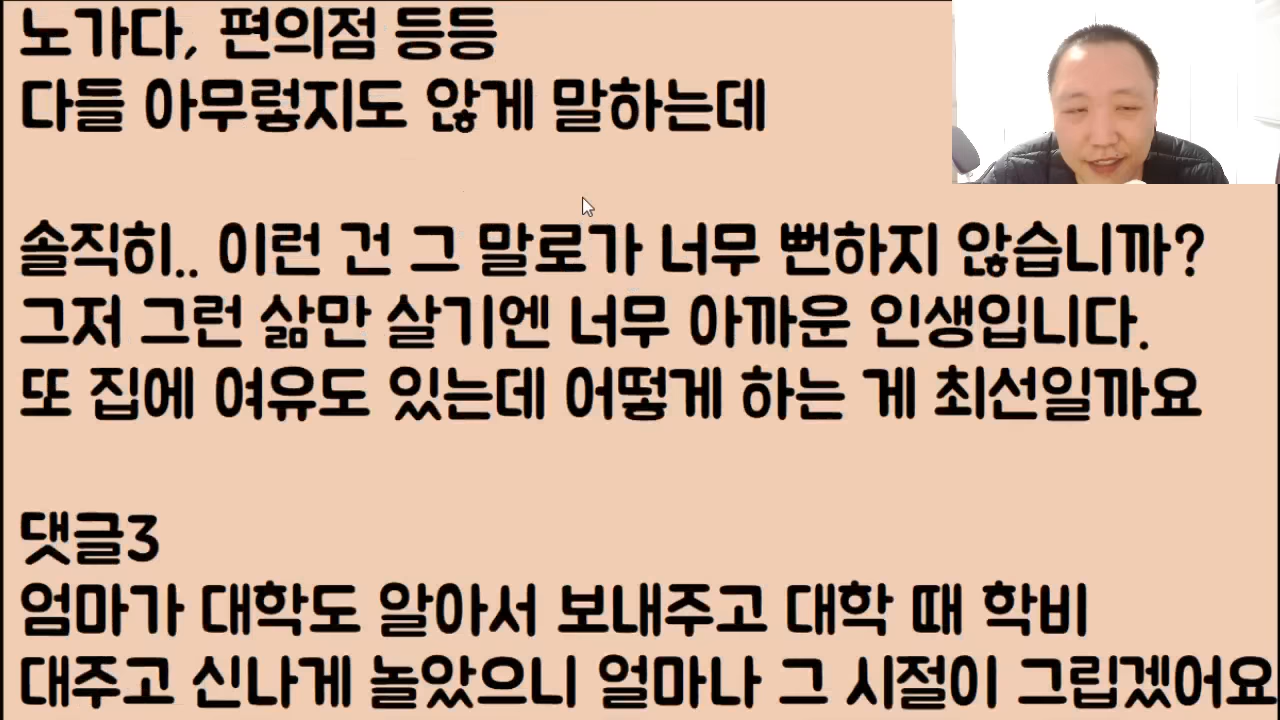 노가다, 편의점 등등
다들 아무렇지도 않게 말하는데
솔직히.. 이런 건 그 말로가 너무 뻔하지 않습니까?
그저 그런 삶만 살기엔 너무 아까운 인생입니다.
또 집에 여유도 있는데 어떻게 하는 게 최선일까요
댓글3
엄마가 대학도 알아서 보내주고 대학 때 학비
대주고 신나게 놀았으니 얼마나 그 시절이 그립겠어요